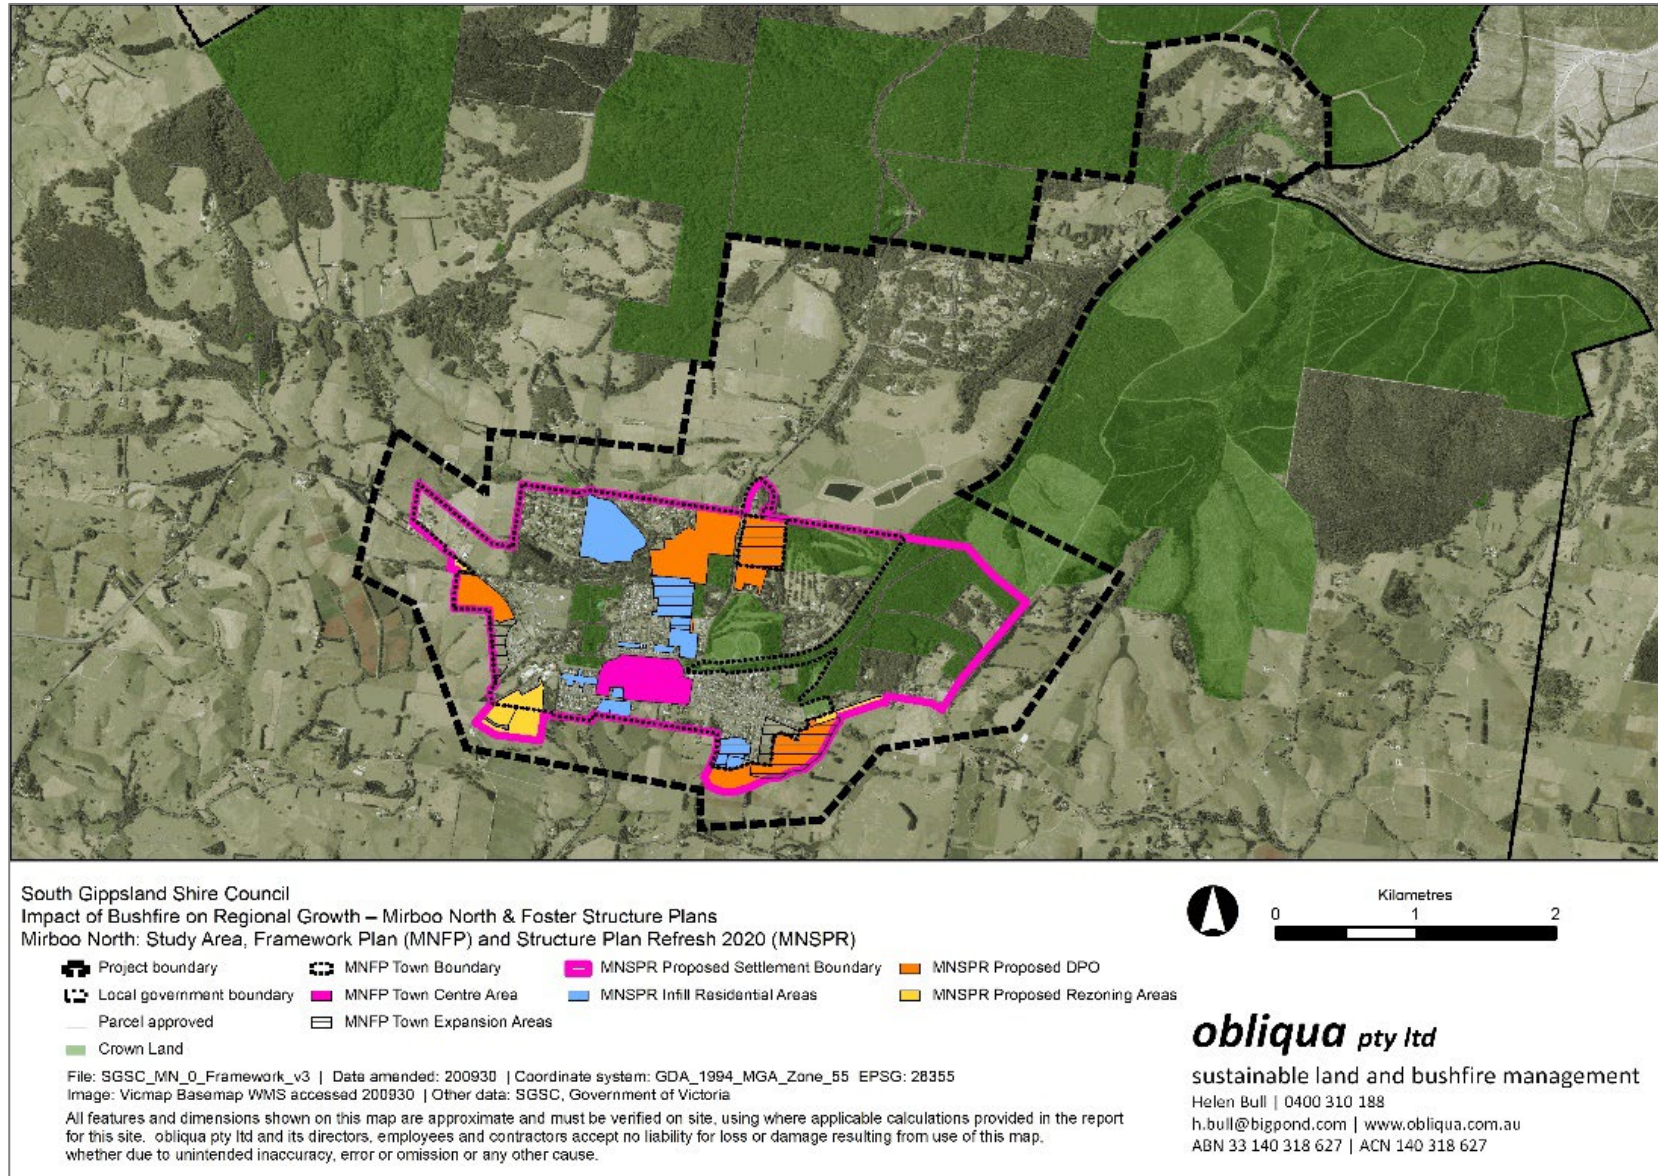 South Gippsland Shire Council
Impact of Bushfire on Regional Growth – Mirboo North & Foster Structure Plans
Mirboo North: Study Area, Framework Plan (MNFP) and Structure Plan Refresh 2020 (MNSPR)
Project boundary
Local government boundary
Parcel approved
Crown Land
MNFP Town Boundary
MNFP Town Centre Area
MNFP Town Expansion Areas
MNSPR Proposed Settlement Boundary
MNSPR Infill Residential Areas
MNSPR Proposed DPO
MNSPR Proposed Rezoning Areas
File: SGSC_MN_0_Framework_v3 | Date amended: 200930 | Coordinate system: GDA_1994_MGA_Zone_55 EPSG: 28355
Image: Vicmap Basemap WMS accessed 200930 | Other data: SGSC, Government of Victoria
All features and dimensions shown on this map are approximate and must be verified on site, using where applicable calculations provided in the report
for this site. obliqua pty ltd and its directors, employees and contractors accept no liability for loss or damage resulting from use of this map,
whether due to unintended inaccuracy, error or omission or any other cause.
Kilometres
0 1 2
obliqua pty ltd
sustainable land and bushfire management
Helen Bull | 0400 310 188
h.bull@bigpond.com | www.obliqua.com.au
ABN 33 140 318 627 | ACN 140 318 627